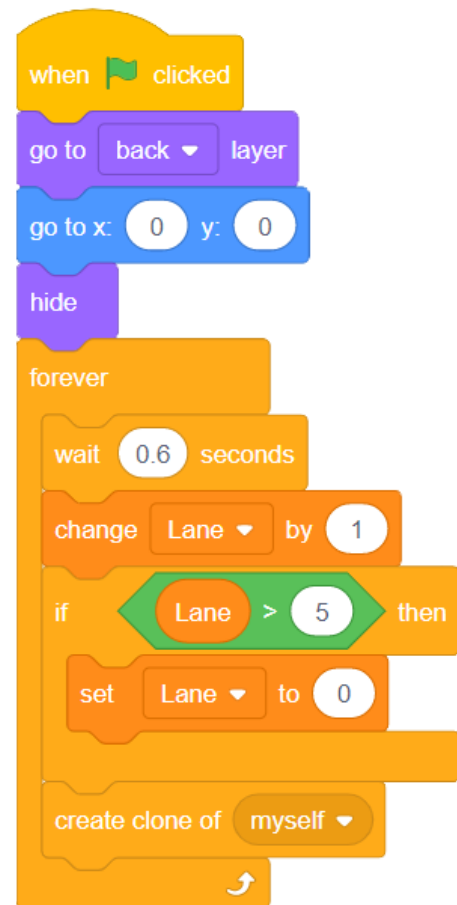 when clicked
go to back layer
go to x: 0 y: 0
hide
forever
wait 0.6 seconds
change Lane by 1
if Lane > 5 then
set Lane to 0
create clone of myself